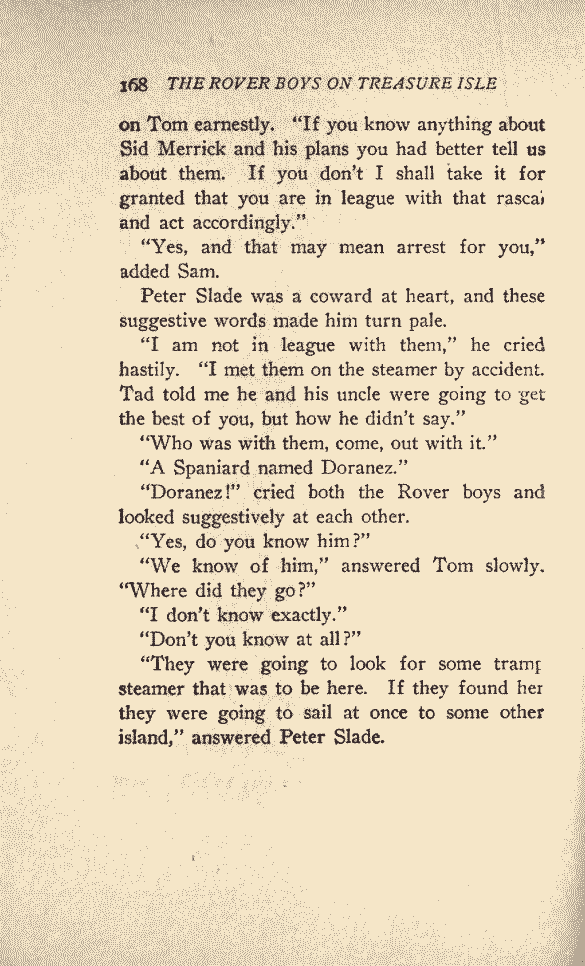 168 THE ROVER BOYS ON TREASURE ISLE
on Tom earnestly. “If you know anything about
Sid Merrick and his plans you had better tell us
about them. If you don't I shall take it for
granted that you are in league with that rascal
and act accordingly.”
“Yes, and that may mean arrest for you,”
added Sam.
Peter Slade was a coward at heart, and these
suggestive words made him turn pale.
“I am not in league with them,” he cried
hastily. “I met them on the steamer by accident.
Tad told me he and his uncle were going to get
the best of you, but how he didn't say.”
“Who was with them, come, out with it.”
“A Spaniard named Doranez.”
“Doranez!” cried both the Rover boys and
looked suggestively at each other.
“Yes, do you know him?”
“We know of him,” answered Tom slowly.
“Where did they go?”
“I don't know exactly.”
“Don't you know at all?”
“They were going to look for some tramp
steamer that was to be here. If they found her
they were going to sail at once to some other
island,” answered Peter Slade.